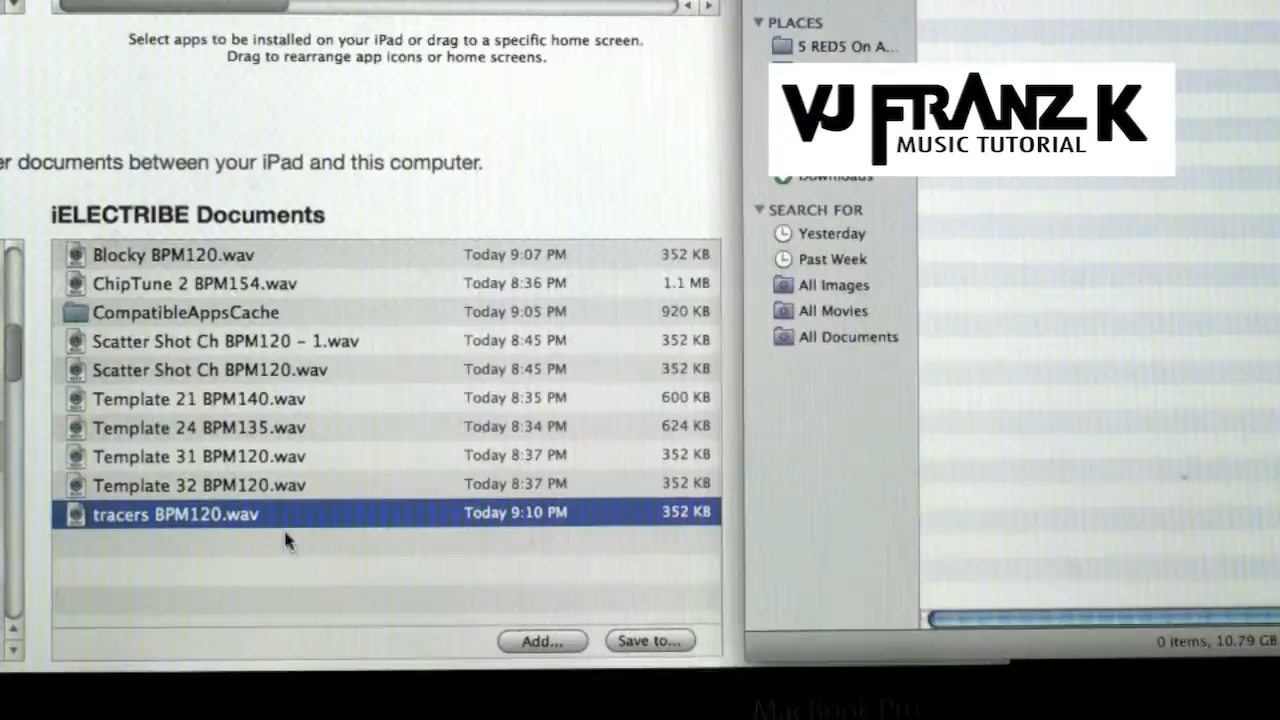 Select apps to be installed on your iPad or drag to a specific home screen.
Drag to rearrange app icons or home screens.
er documents between your iPad and this computer.
iELECTRIBE Documents
Blocky BPM120.wav Today 9:07 PM 352 KB
ChipTune 2 BPM154.wav Today 8:36 PM 1.1 MB
CompatibleAppsCache Today 9:05 PM 920 KB
Scatter Shot Ch BPM120 - 1.wav Today 8:45 PM 352 KB
Scatter Shot Ch BPM120.wav Today 8:45 PM 352 KB
Template 21 BPM140.wav Today 8:35 PM 600 KB
Template 24 BPM135.wav Today 8:34 PM 624 KB
Template 31 BPM120.wav Today 8:37 PM 352 KB
Template 32 BPM120.wav Today 8:37 PM 352 KB
tracers BPM120.wav Today 9:10 PM 352 KB
Add... Save to...
PLACES
5 REDS On A...
VJ FRANZ K
MUSIC TUTORIAL
Downloads
SEARCH FOR
Yesterday
Past Week
All Images
All Movies
All Documents
0 items, 10.79 GB
MacBook Pro